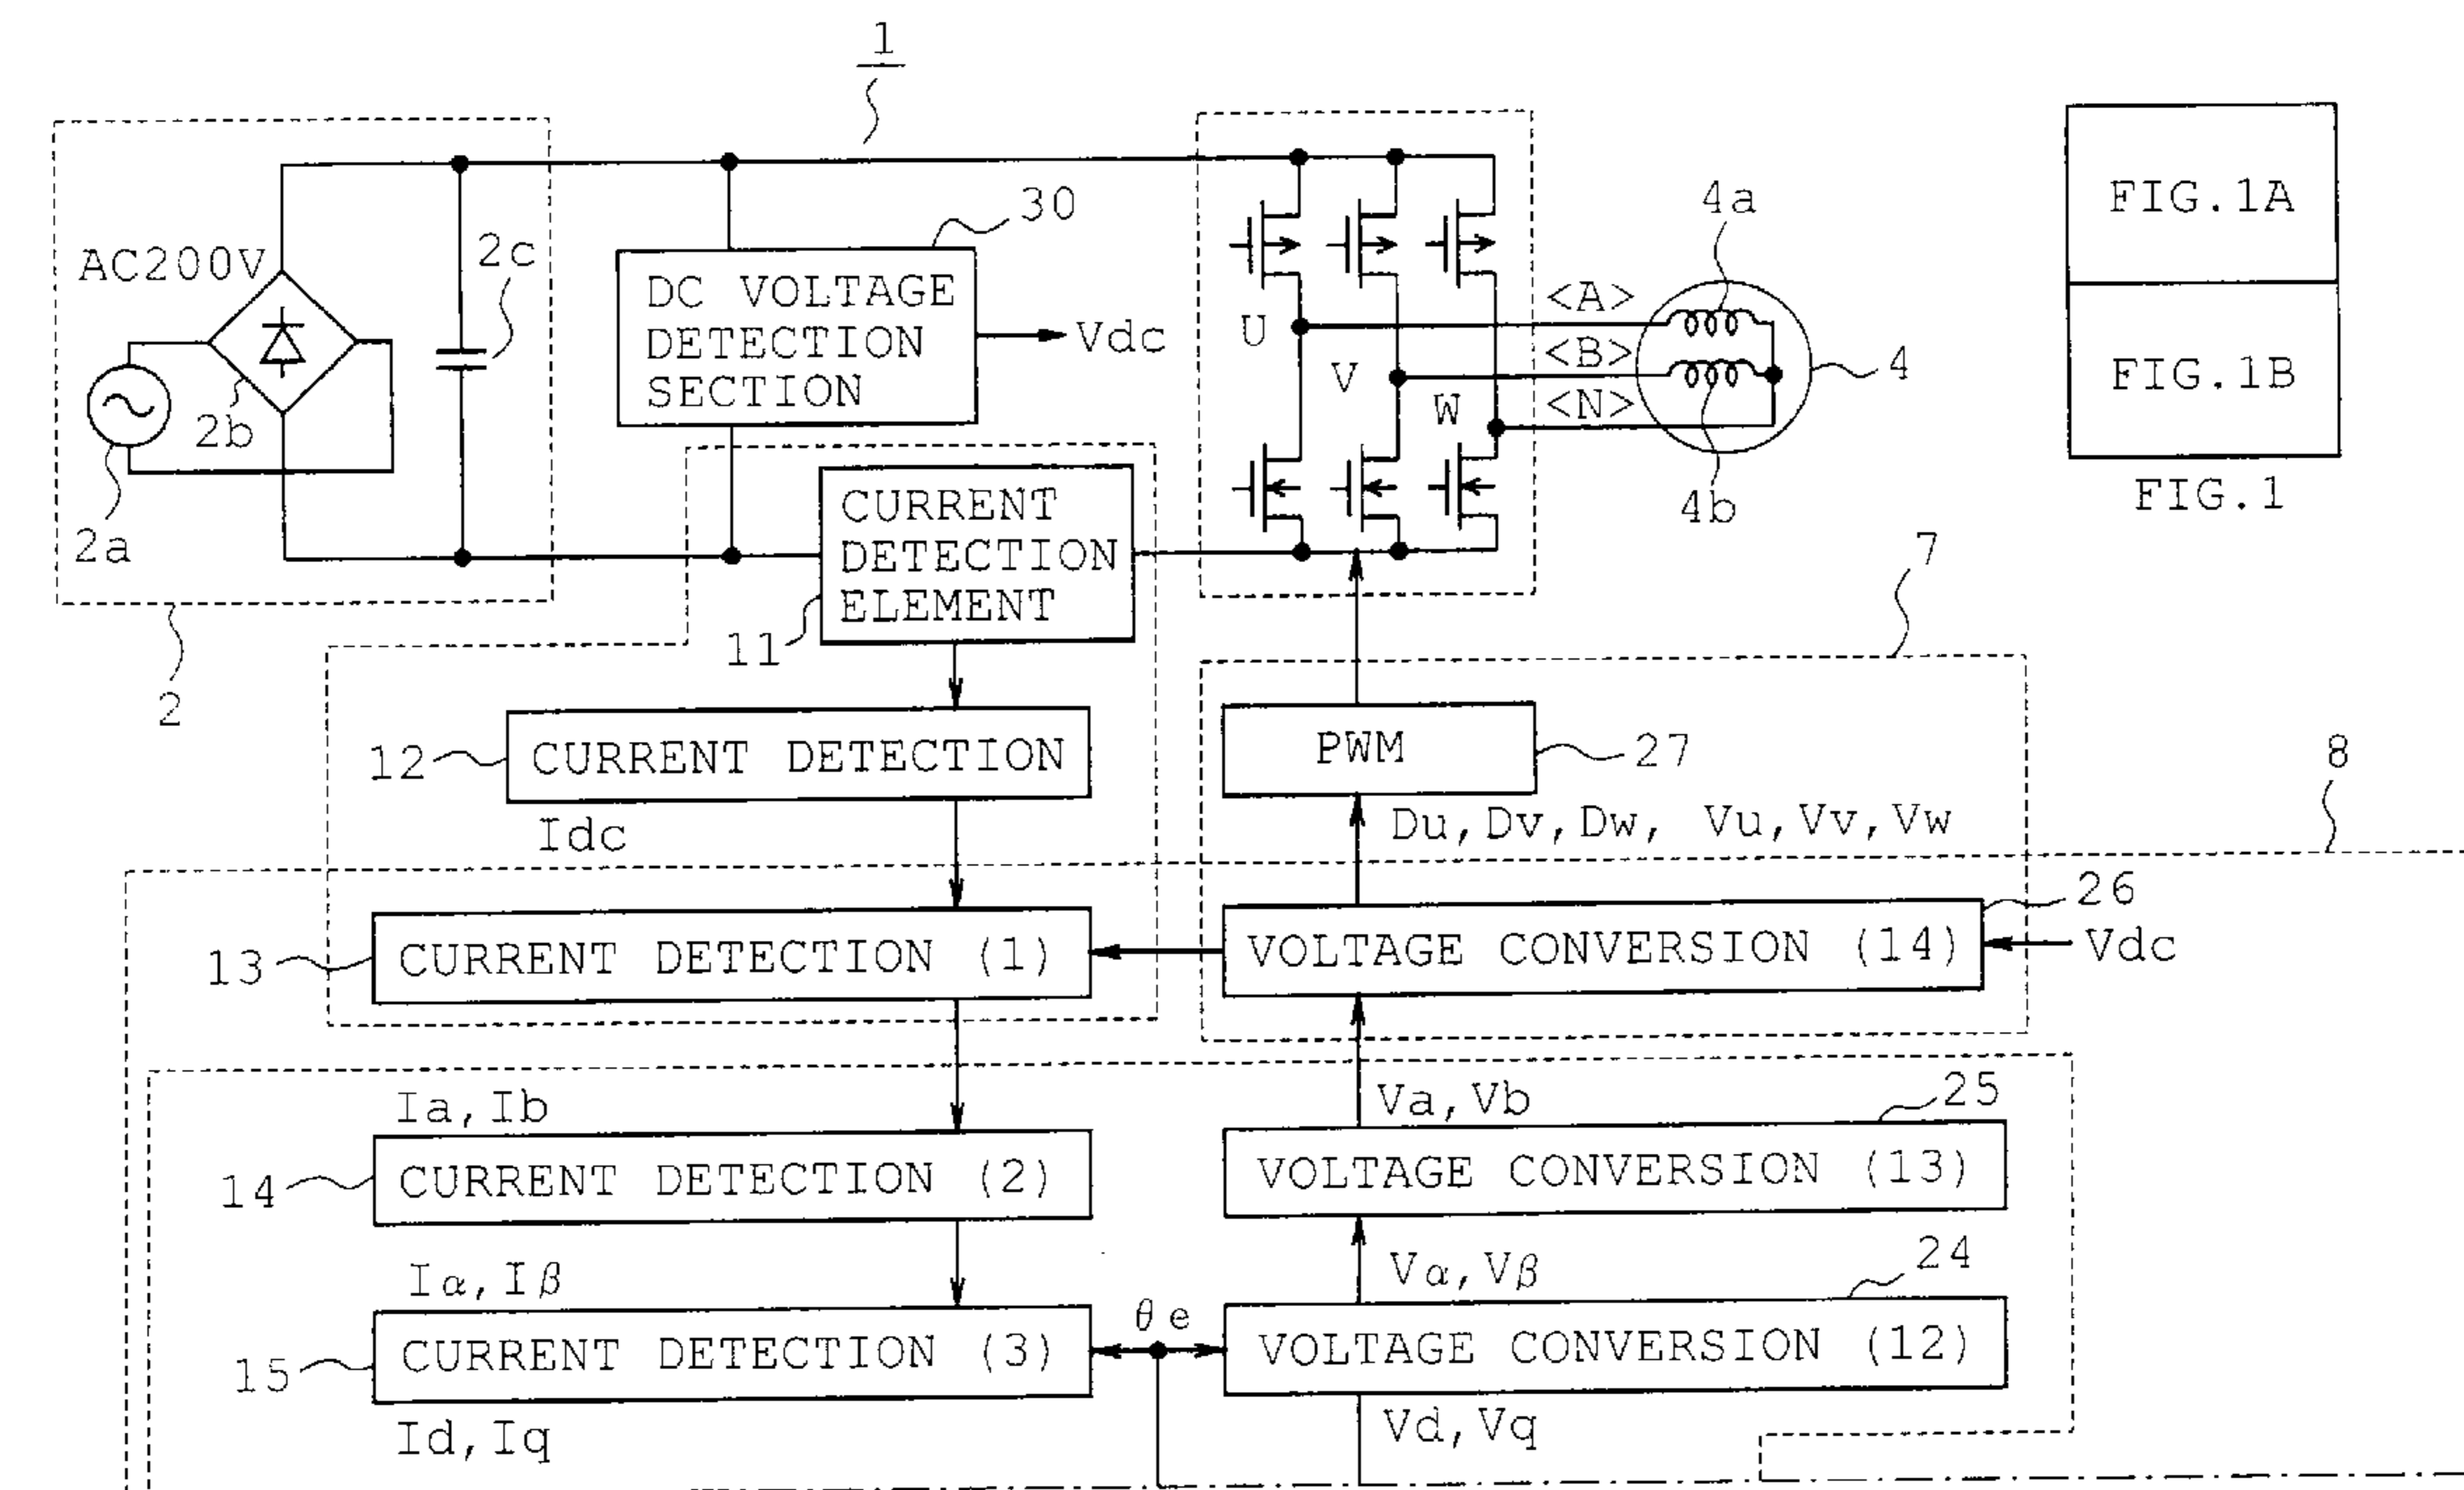 1
30
4a
FIG.1A
AC200V
2c
DC VOLTAGE
DETECTION
SECTION
Vdc
U
<A>
V
<B>
W
<N>
4
FIG.1B
2b
4b
FIG.1
2a
CURRENT
DETECTION
ELEMENT
11
7
2
12
CURRENT DETECTION
PWM
27
8
Idc
Du,Dv,Dw, Vu,Vv,Vw
26
13
CURRENT DETECTION (1)
VOLTAGE CONVERSION (14)
Vdc
Ia,Ib
Va,Vb
25
14
CURRENT DETECTION (2)
VOLTAGE CONVERSION (13)
Iα,Iβ
Vα,Vβ
24
θe
15
CURRENT DETECTION (3)
VOLTAGE CONVERSION (12)
Id,Iq
Vd,Vq